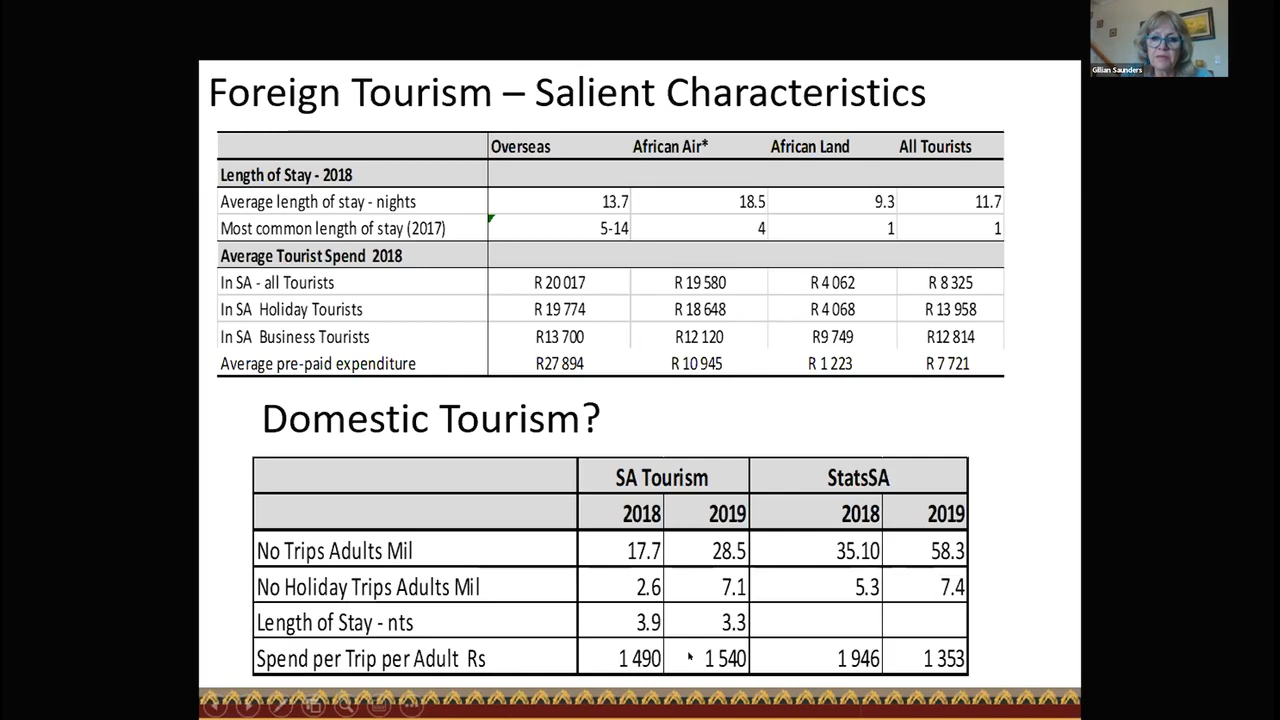 Gillian Saunders
Foreign Tourism – Salient Characteristics
Overseas African Air* African Land All Tourists
Length of Stay - 2018
Average length of stay - nights 13.7 18.5 9.3 11.7
Most common length of stay (2017) 5-14 4 1 1
Average Tourist Spend 2018
In SA - all Tourists R 20 017 R 19 580 R 4 062 R 8 325
In SA Holiday Tourists R 19 774 R 18 648 R 4 068 R 13 958
In SA Business Tourists R13 700 R12 120 R9 749 R12 814
Average pre-paid expenditure R27 894 R 10 945 R 1 223 R 7 721
Domestic Tourism?
SA Tourism StatsSA
2018 2019 2018 2019
No Trips Adults Mil 17.7 28.5 35.10 58.3
No Holiday Trips Adults Mil 2.6 7.1 5.3 7.4
Length of Stay - nts 3.9 3.3
Spend per Trip per Adult Rs 1 490 1 540 1 946 1 353